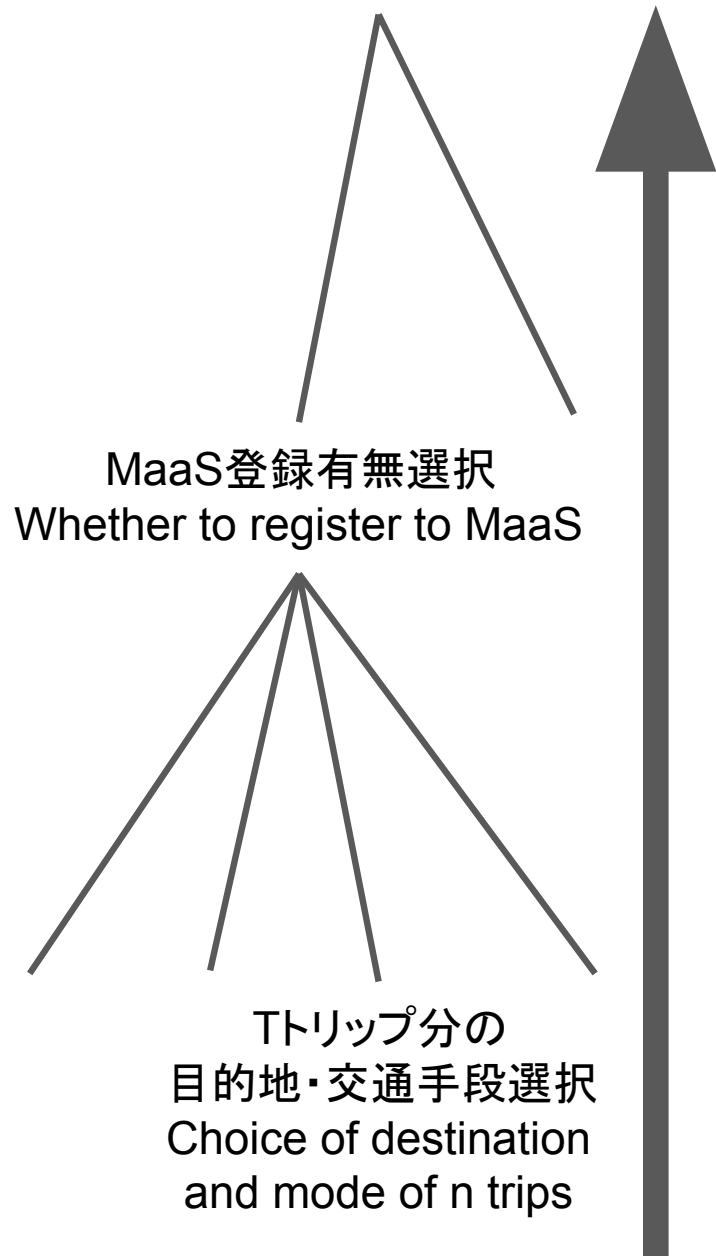 MaaS登録有無選択
Whether to register to MaaS
Tトリップ分の
目的地・交通手段選択
Choice of destination
and mode of n trips